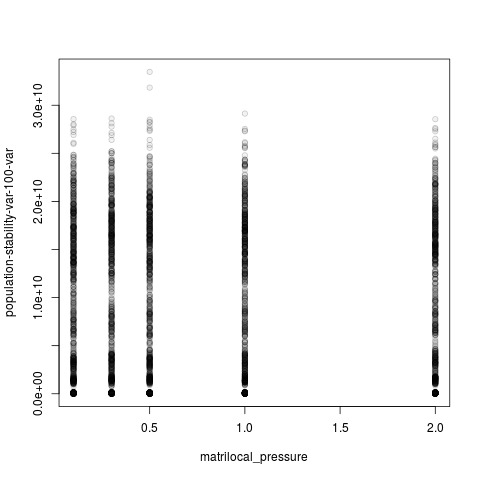 population-stability-var-100-var
3.0e+10
2.0e+10
1.0e+10
0.0e+00
0.5
1.0
1.5
2.0
matrilocal_pressure